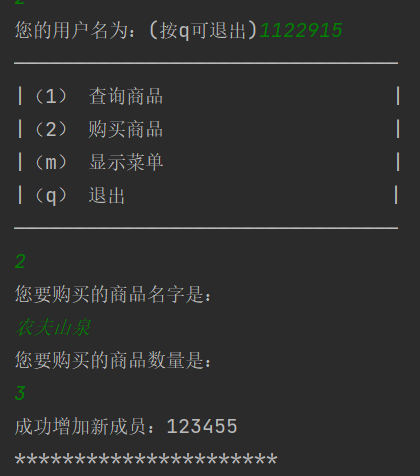 2
您的用户名为：(按q可退出)1122915
|（1） 查询商品 |
|（2） 购买商品 |
|（m） 显示菜单 |
|（q） 退出 |
2
您要购买的商品名字是：
农夫山泉
您要购买的商品数量是：
3
成功增加新成员：123455
**********************